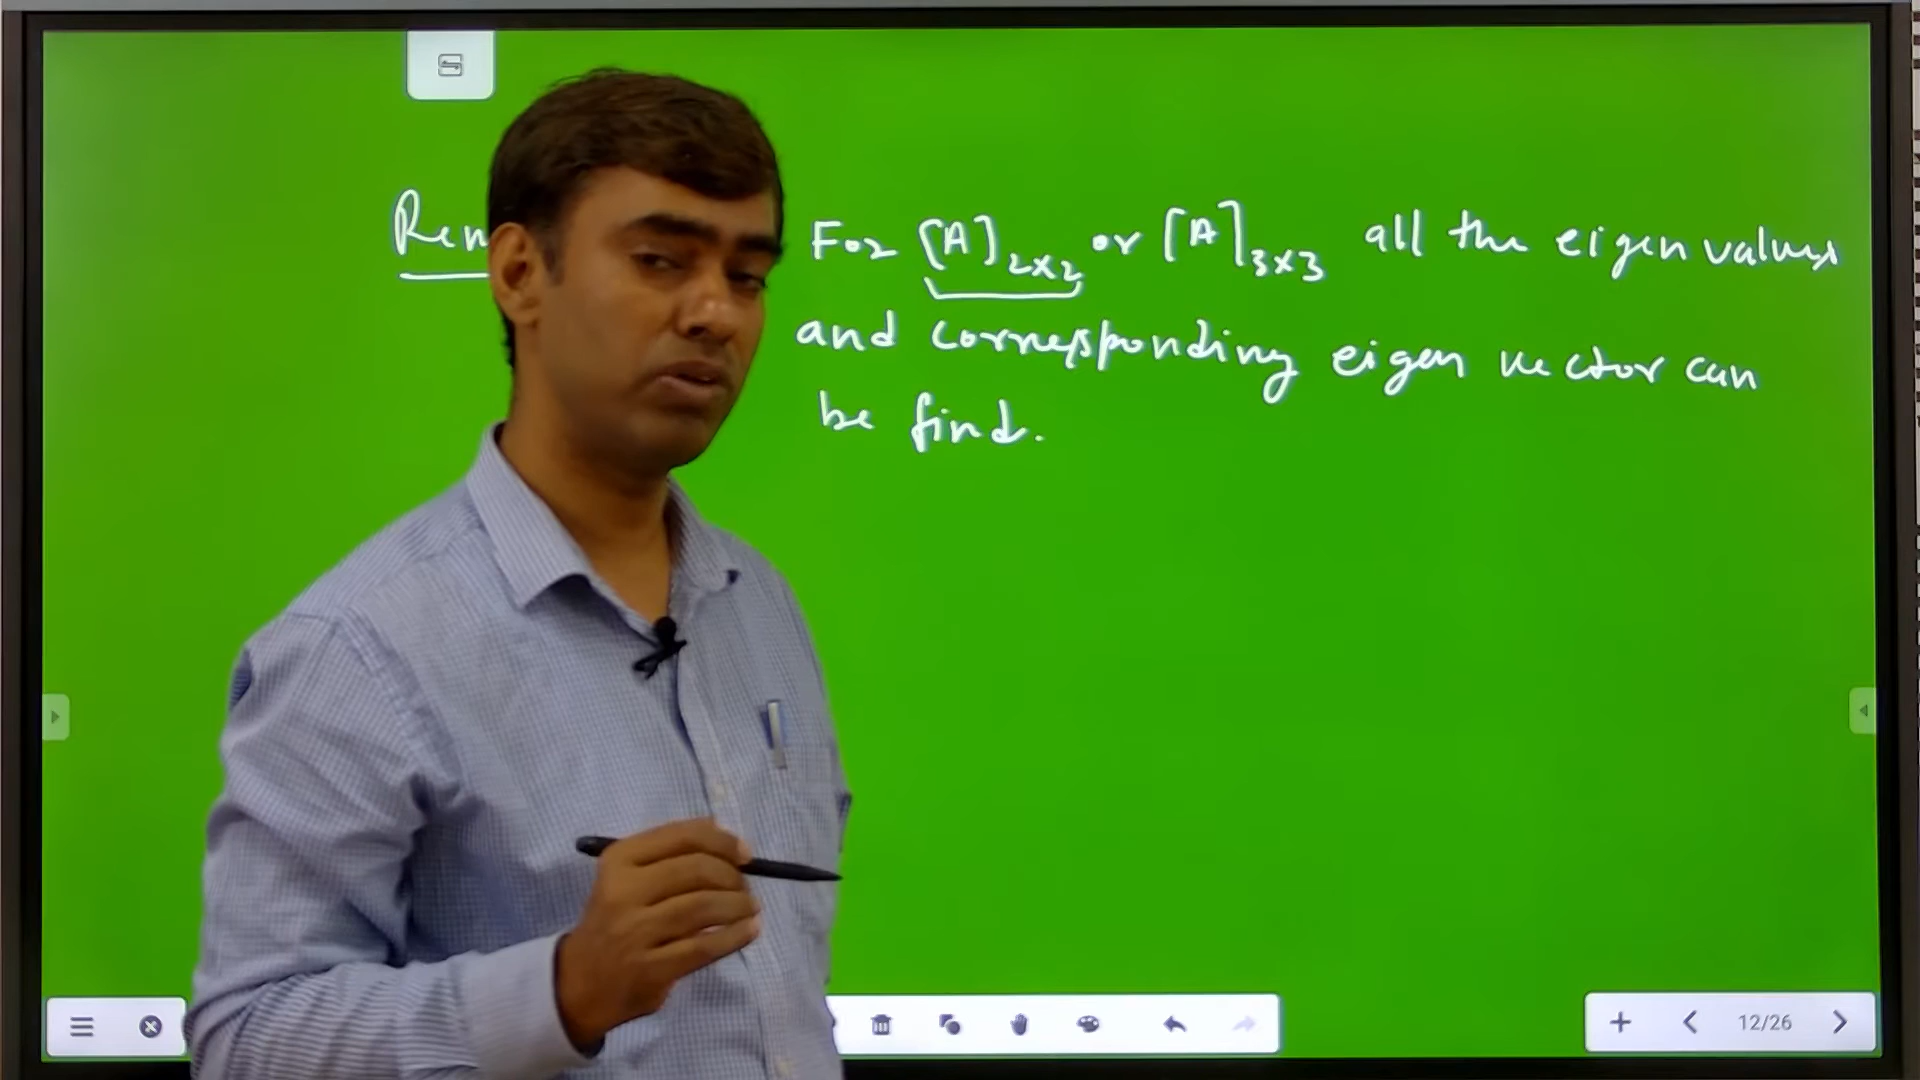 Rem For [A]2x2 or [A]3x3 all the eigen values
and corresponding eigen vector can
be find.
12/26